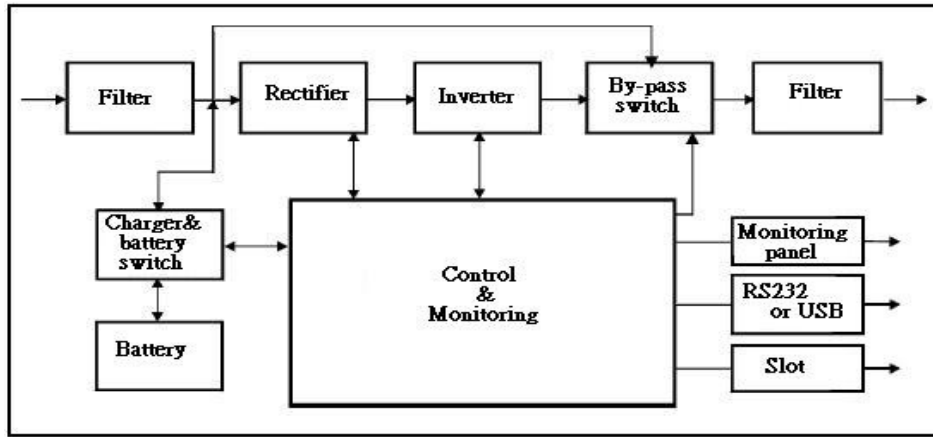 Filter
Rectifier
Inverter
By-pass
switch
Filter
Charger&
battery
switch
Battery
Control
&
Monitoring
Monitoring
panel
RS232
or USB
Slot